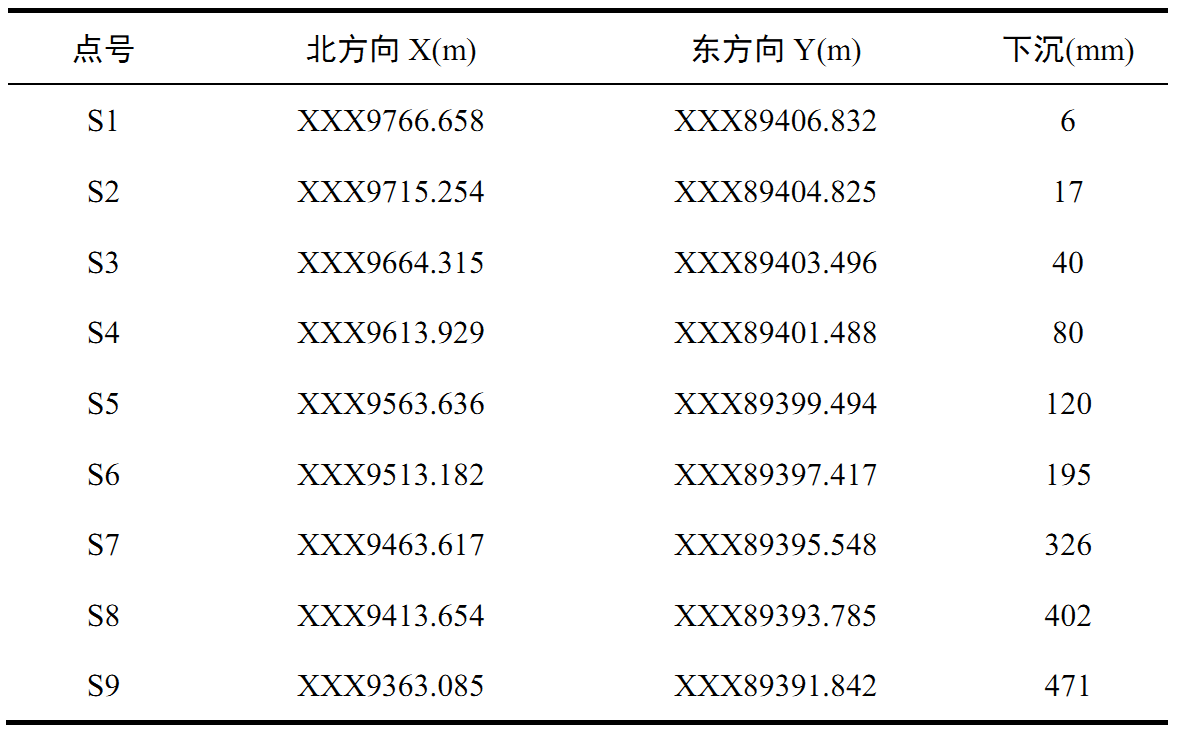 点号 北方向 X(m) 东方向 Y(m) 下沉(mm)
S1 XXX9766.658 XXX89406.832 6
S2 XXX9715.254 XXX89404.825 17
S3 XXX9664.315 XXX89403.496 40
S4 XXX9613.929 XXX89401.488 80
S5 XXX9563.636 XXX89399.494 120
S6 XXX9513.182 XXX89397.417 195
S7 XXX9463.617 XXX89395.548 326
S8 XXX9413.654 XXX89393.785 402
S9 XXX9363.085 XXX89391.842 471